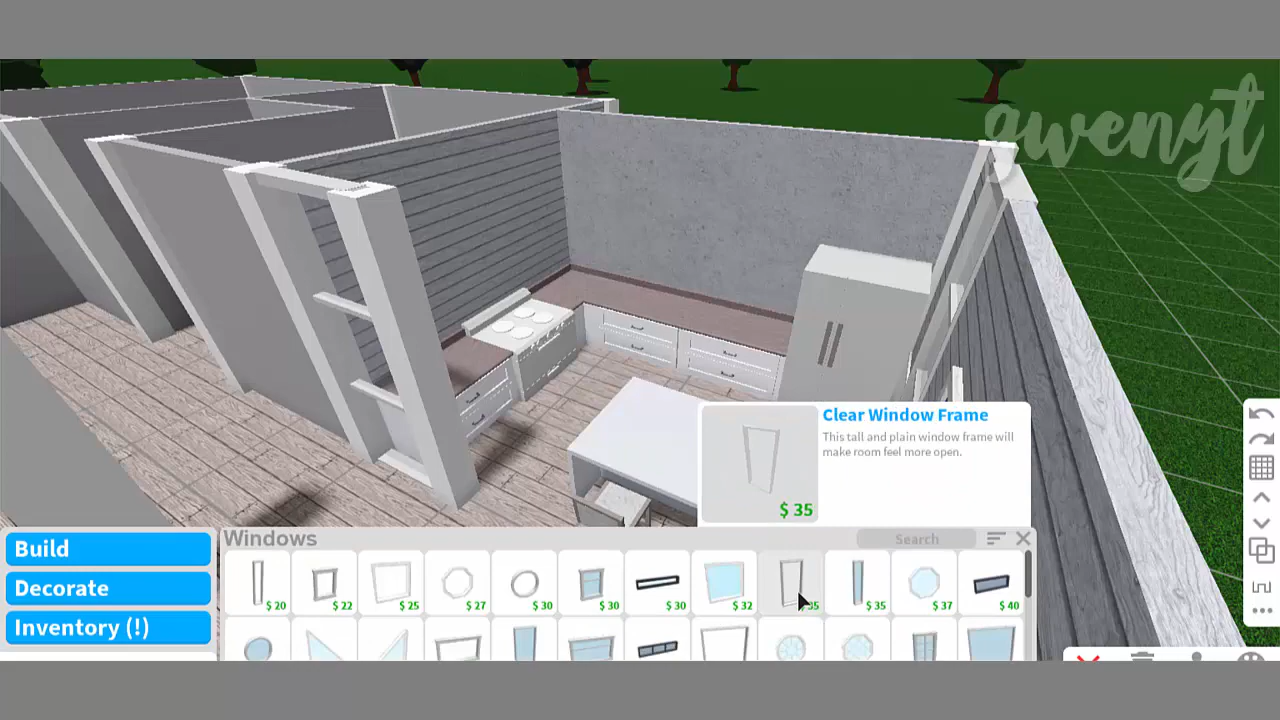 gwenyt
Clear Window Frame
This tall and plain window frame will
make room feel more open.
$ 35
Build
Decorate
Inventory (!)
Windows
Search
$ 20
$ 22
$ 25
$ 27
$ 30
$ 30
$ 30
$ 32
35
$ 35
$ 37
$ 40